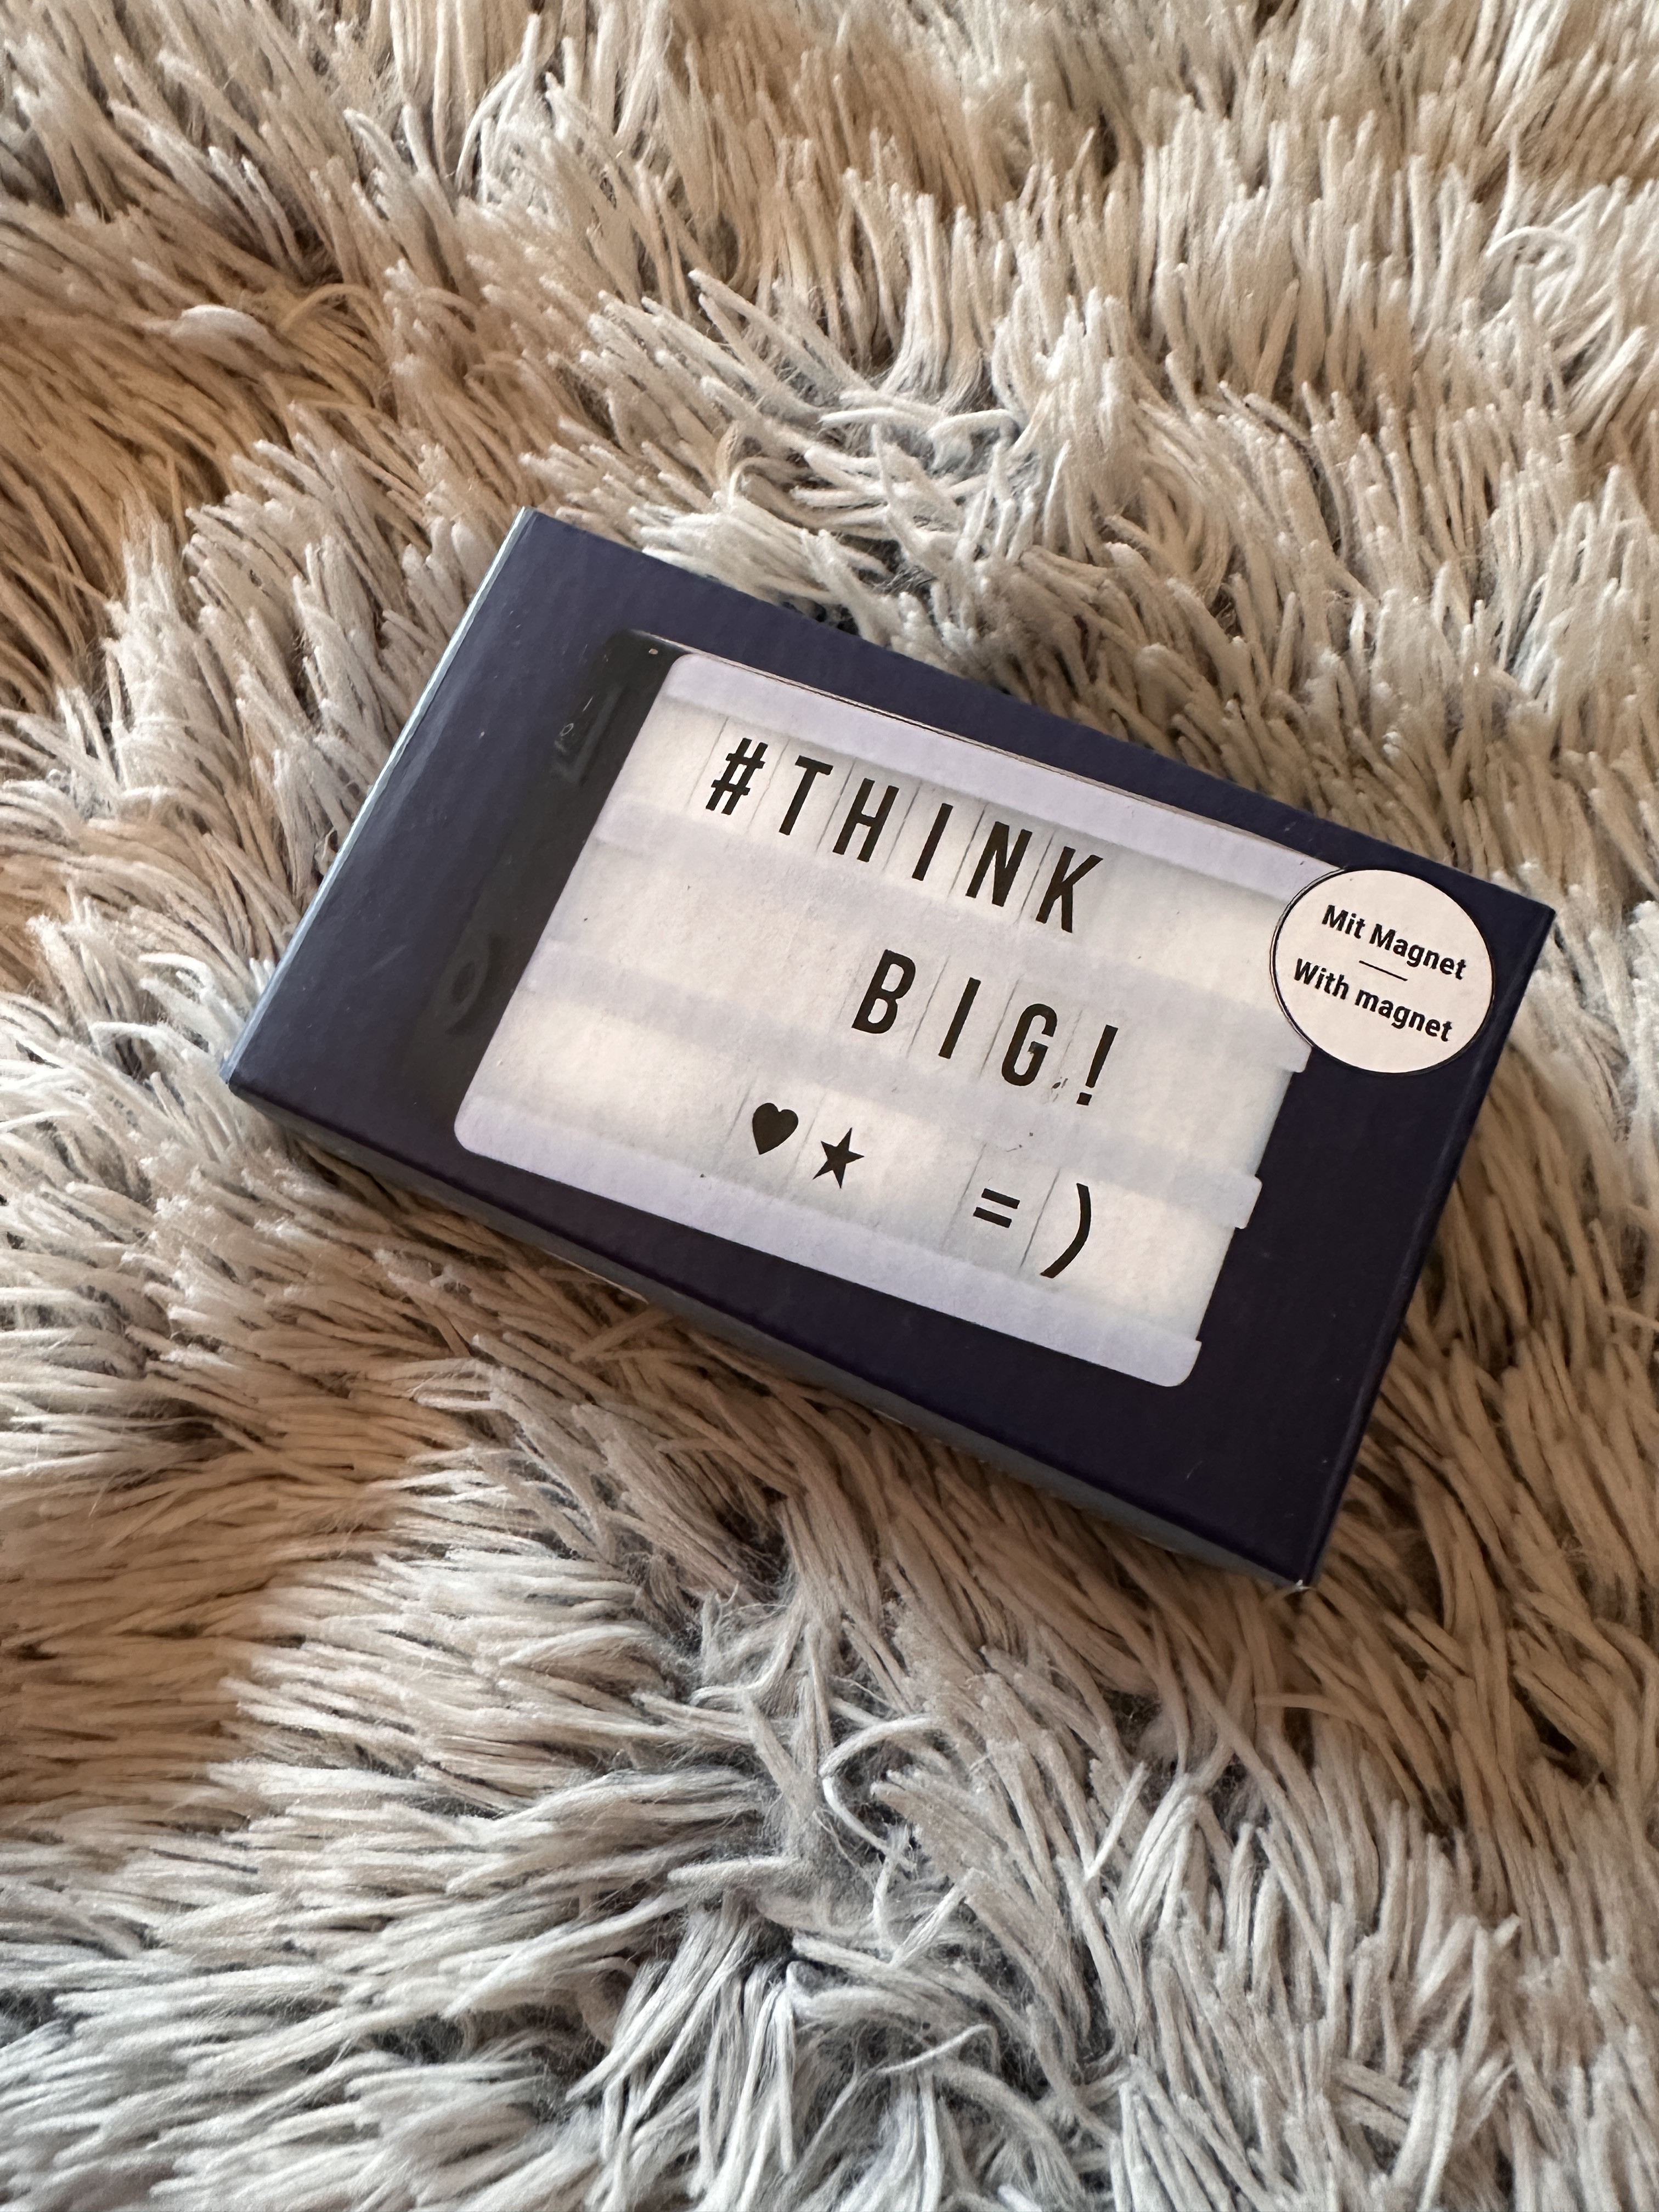 #THINK
BIG!
♥★ =)
Mit Magnet
With magnet